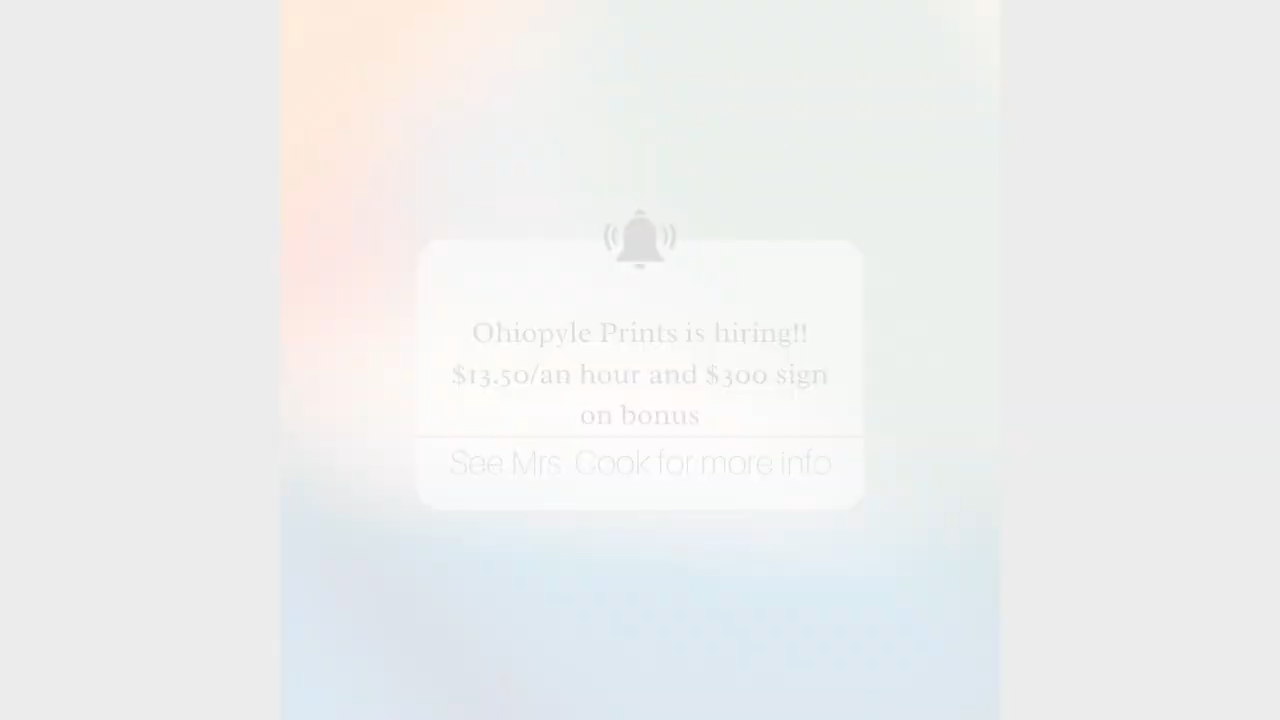 Ohiopyle Prints is hiring!!
$13.50/an hour and $300 sign
on bonus
See Mrs. Cook for more info